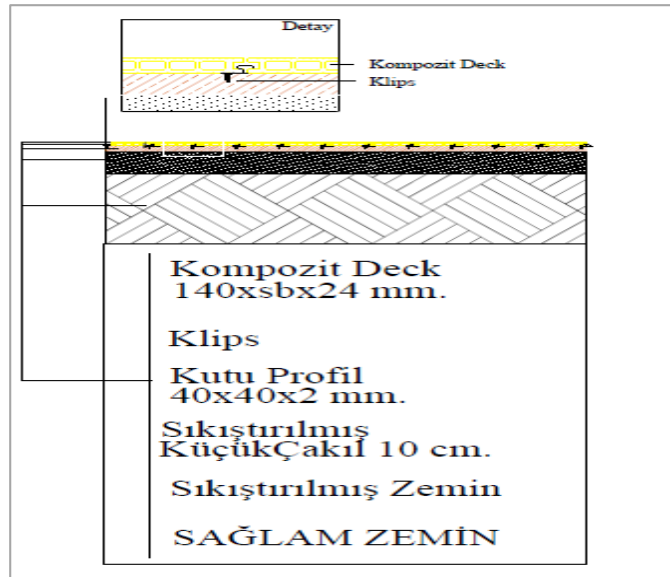 Detay
Kompozit Deck
Klips
Kompozit Deck
140xsbx24 mm.
Klips
Kutu Profil
40x40x2 mm.
Sıkıştırılmış
KüçükÇakıl 10 cm.
Sıkıştırılmış Zemin
SAĞLAM ZEMİN